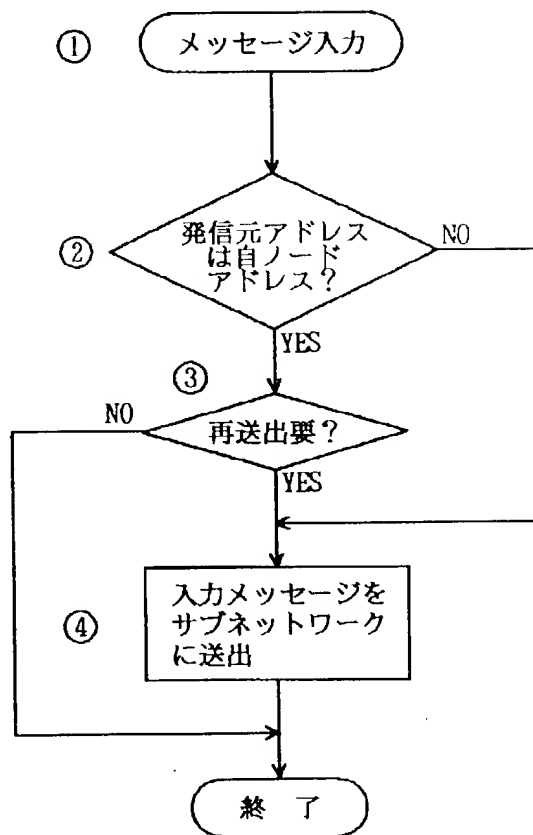 ① メッセージ入力
② 発信元アドレス
は自ノード
アドレス?
NO
YES
③
NO
再送出要?
YES
④ 入力メッセージを
サブネットワーク
に送出
終 了